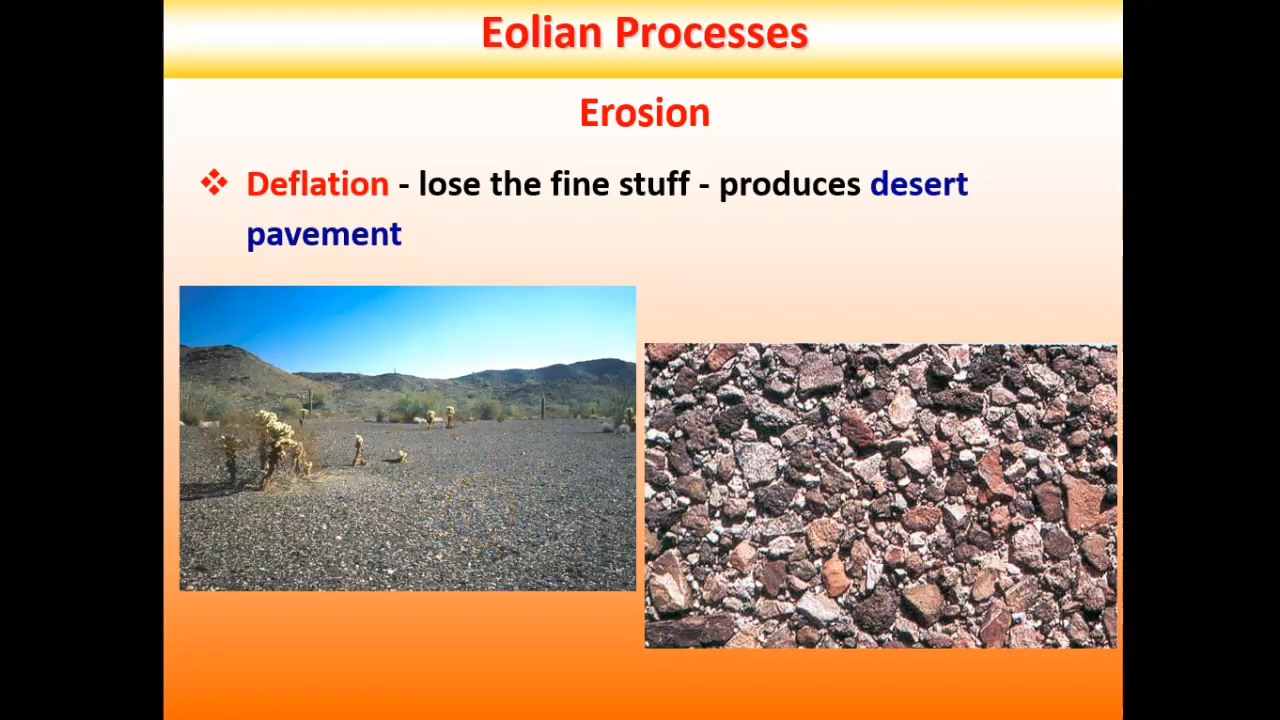 Eolian Processes
Erosion
Deflation - lose the fine stuff - produces desert
pavement